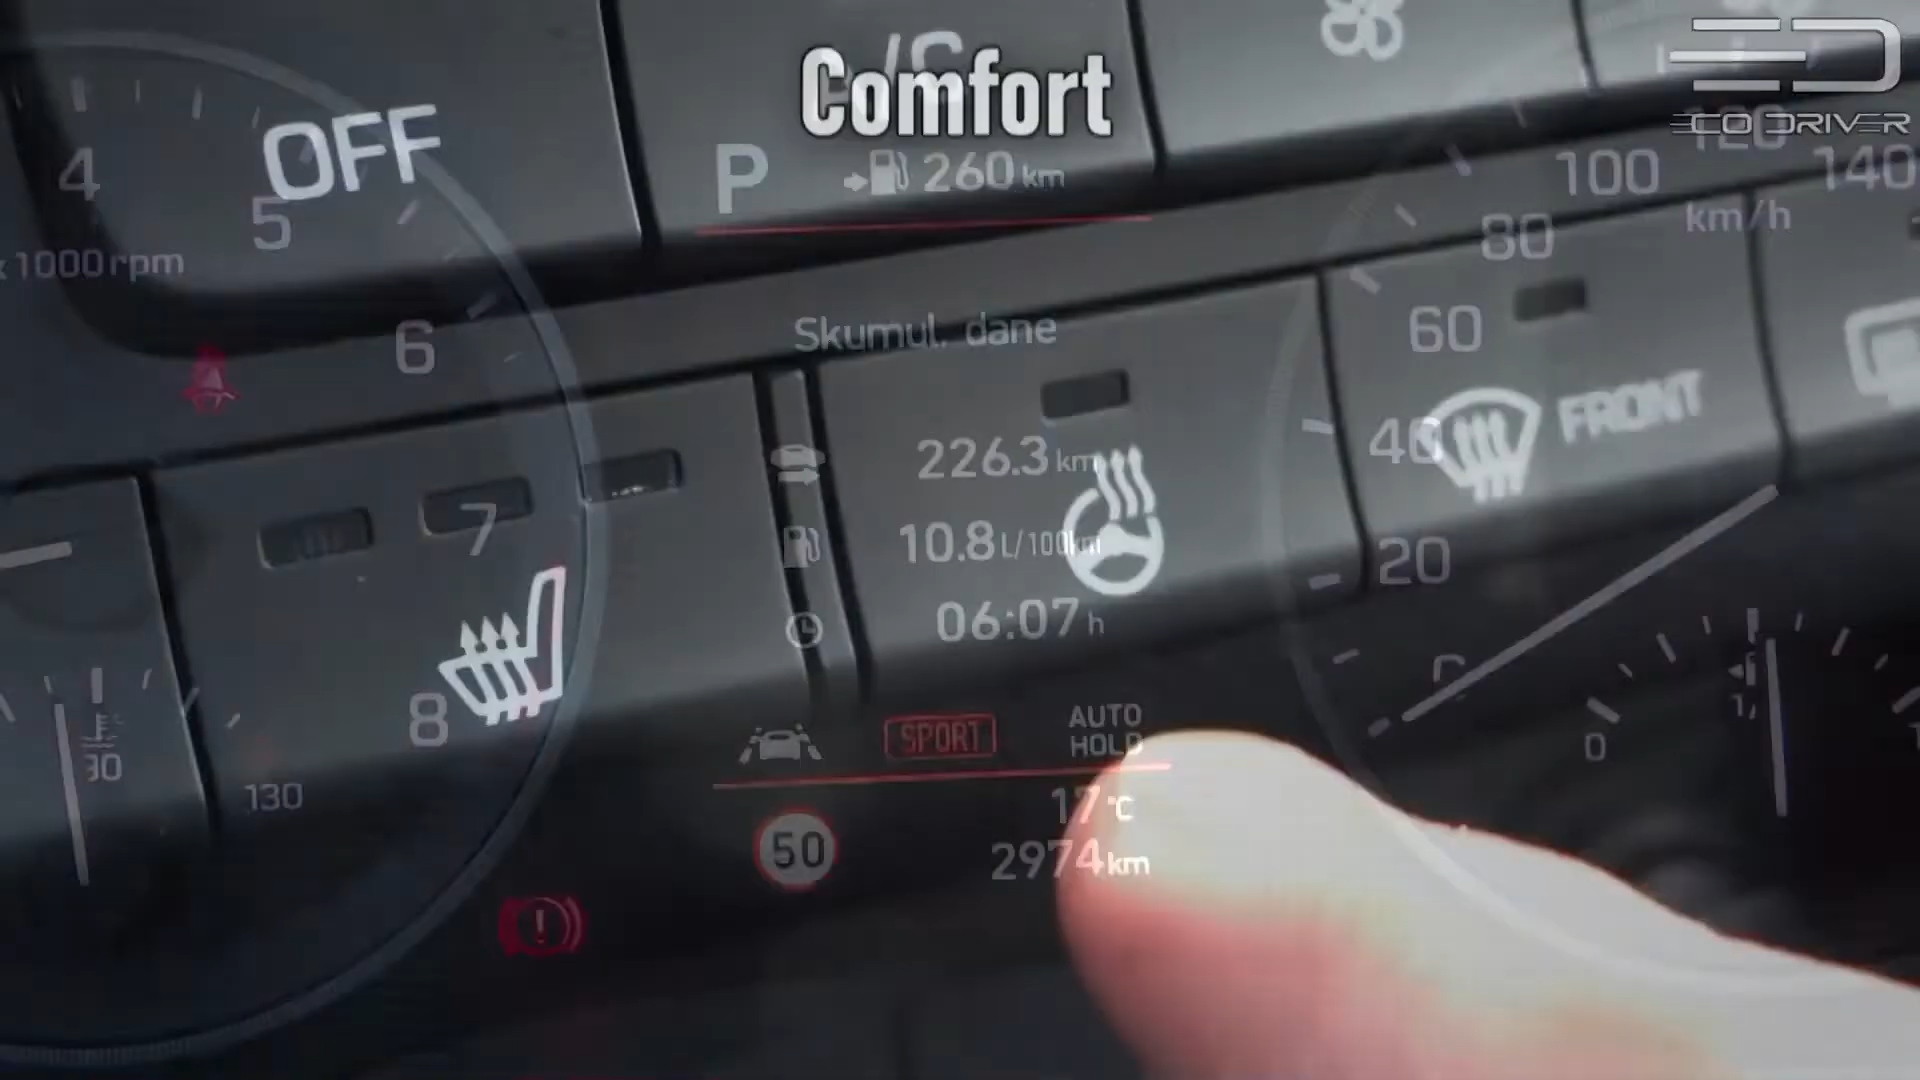 Comfort
ECO DRIVER
A/C
OFF
P
260 km
4
5
6
7
8
x1000rpm
120
100
140
80
km/h
60
40
20
0
Skumul. dane
226.3 km
10.8 L/100km
06:07 h
FRONT
SPORT
AUTO
HOLD
130
50
17 °C
2974 km